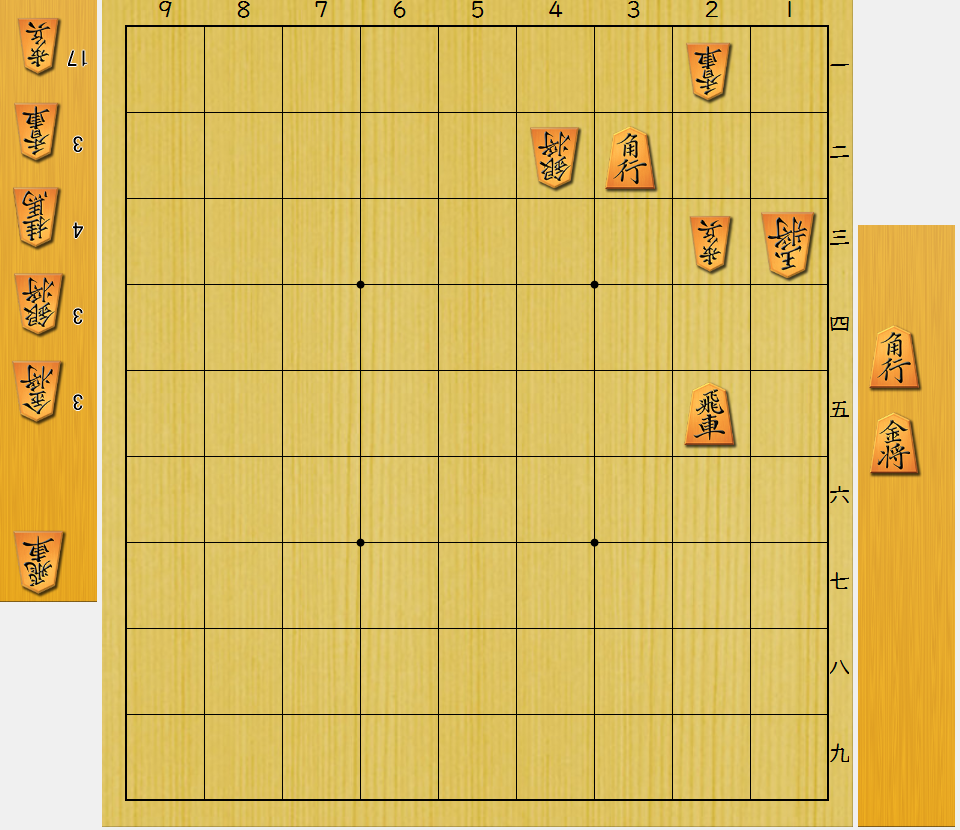 9 8 7 6 5 4 3 2 1
一
二
三
四
五
六
七
八
九
香車
銀将 角行
歩兵 玉将
飛車
歩兵 17
香車 3
桂馬 4
銀将 3
金将 3
飛車
角行
金将